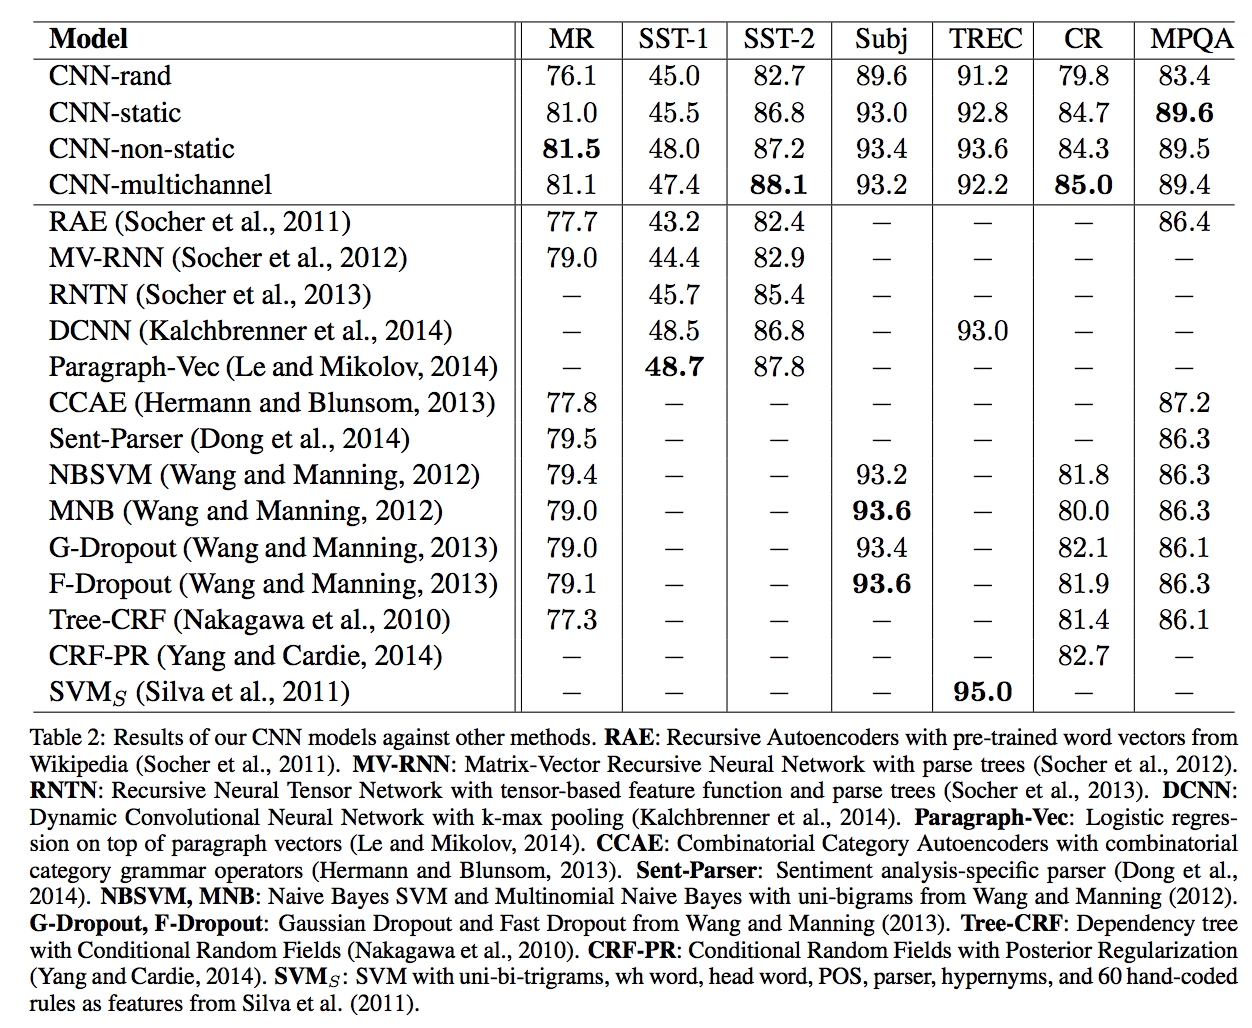 Model MR SST-1 SST-2 Subj TREC CR MPQA
CNN-rand 76.1 45.0 82.7 89.6 91.2 79.8 83.4
CNN-static 81.0 45.5 86.8 93.0 92.8 84.7 89.6
CNN-non-static 81.5 48.0 87.2 93.4 93.6 84.3 89.5
CNN-multichannel 81.1 47.4 88.1 93.2 92.2 85.0 89.4
RAE (Socher et al., 2011) 77.7 43.2 82.4 — — — 86.4
MV-RNN (Socher et al., 2012) 79.0 44.4 82.9 — — — —
RNTN (Socher et al., 2013) — 45.7 85.4 — — — —
DCNN (Kalchbrenner et al., 2014) — 48.5 86.8 — 93.0 — —
Paragraph-Vec (Le and Mikolov, 2014) — 48.7 87.8 — — — —
CCAE (Hermann and Blunsom, 2013) 77.8 — — — — — 87.2
Sent-Parser (Dong et al., 2014) 79.5 — — — — — 86.3
NBSVM (Wang and Manning, 2012) 79.4 — — 93.2 — 81.8 86.3
MNB (Wang and Manning, 2012) 79.0 — — 93.6 — 80.0 86.3
G-Dropout (Wang and Manning, 2013) 79.0 — — 93.4 — 82.1 86.1
F-Dropout (Wang and Manning, 2013) 79.1 — — 93.6 — 81.9 86.3
Tree-CRF (Nakagawa et al., 2010) 77.3 — — — — 81.4 86.1
CRF-PR (Yang and Cardie, 2014) — — — — — 82.7 —
SVMS (Silva et al., 2011) — — — — 95.0 — —
Table 2: Results of our CNN models against other methods. RAE: Recursive Autoencoders with pre-trained word vectors from
Wikipedia (Socher et al., 2011). MV-RNN: Matrix-Vector Recursive Neural Network with parse trees (Socher et al., 2012).
RNTN: Recursive Neural Tensor Network with tensor-based feature function and parse trees (Socher et al., 2013). DCNN:
Dynamic Convolutional Neural Network with k-max pooling (Kalchbrenner et al., 2014). Paragraph-Vec: Logistic regres-
sion on top of paragraph vectors (Le and Mikolov, 2014). CCAE: Combinatorial Category Autoencoders with combinatorial
category grammar operators (Hermann and Blunsom, 2013). Sent-Parser: Sentiment analysis-specific parser (Dong et al.,
2014). NBSVM, MNB: Naive Bayes SVM and Multinomial Naive Bayes with uni-bigrams from Wang and Manning (2012).
G-Dropout, F-Dropout: Gaussian Dropout and Fast Dropout from Wang and Manning (2013). Tree-CRF: Dependency tree
with Conditional Random Fields (Nakagawa et al., 2010). CRF-PR: Conditional Random Fields with Posterior Regularization
(Yang and Cardie, 2014). SVMS: SVM with uni-bi-trigrams, wh word, head word, POS, parser, hypernyms, and 60 hand-coded
rules as features from Silva et al. (2011).